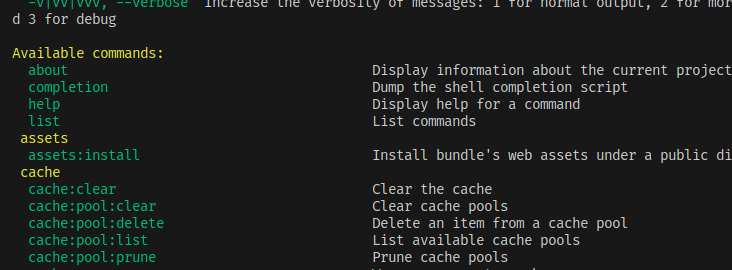 -v|vv|vvv, --verbose  Increase the verbosity of messages: 1 for normal output, 2 for mor
d 3 for debug
Available commands:
about  Display information about the current project
completion  Dump the shell completion script
help  Display help for a command
list  List commands
assets
assets:install  Install bundle's web assets under a public di
cache
cache:clear  Clear the cache
cache:pool:clear  Clear cache pools
cache:pool:delete  Delete an item from a cache pool
cache:pool:list  List available cache pools
cache:pool:prune  Prune cache pools